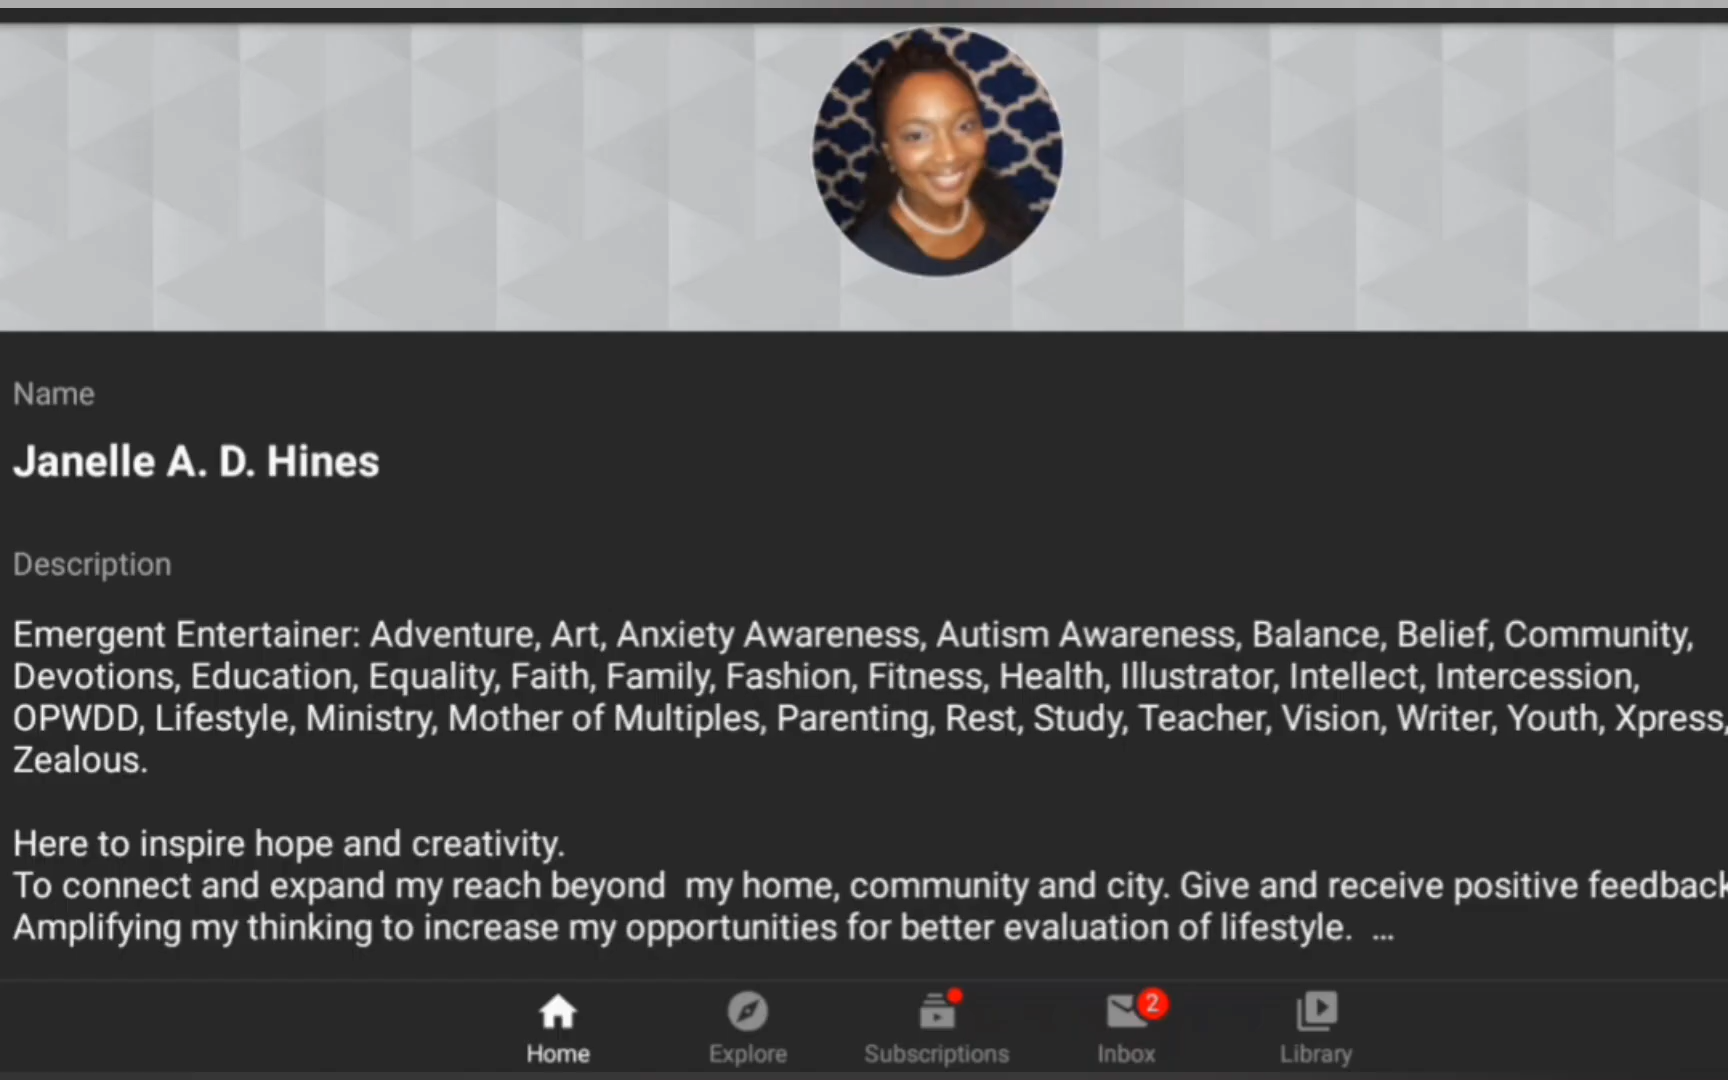 Name
Janelle A. D. Hines
Description
Emergent Entertainer: Adventure, Art, Anxiety Awareness, Autism Awareness, Balance, Belief, Community,
Devotions, Education, Equality, Faith, Family, Fashion, Fitness, Health, Illustrator, Intellect, Intercession,
OPWDD, Lifestyle, Ministry, Mother of Multiples, Parenting, Rest, Study, Teacher, Vision, Writer, Youth, Xpress,
Zealous.
Here to inspire hope and creativity.
To connect and expand my reach beyond  my home, community and city. Give and receive positive feedback
Amplifying my thinking to increase my opportunities for better evaluation of lifestyle.  ...
2
Home Explore Subscriptions Inbox Library